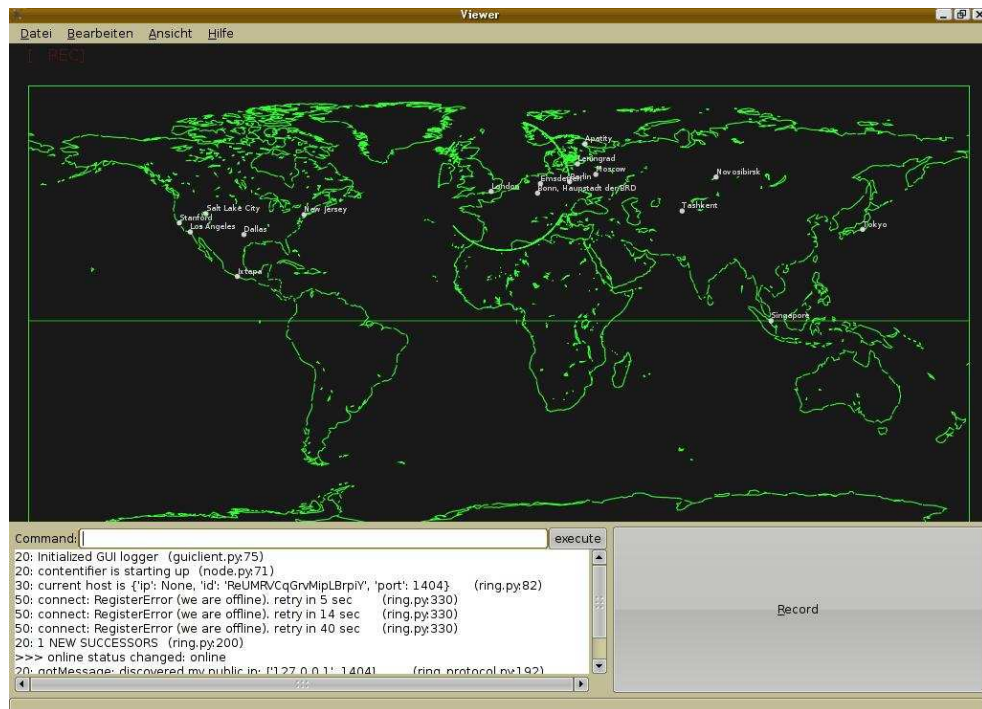 Viewer
Datei Bearbeiten Ansicht Hilfe
[ REC]
Apatity
Leningrad
Moscow
Novosibirsk
Berlin
Emsdetten
London
Bonn, Haupstadt der BRD
Tashkent
Salt Lake City
New Jersey
Stanford
Los Angeles
Dallas
Tokyo
Ixtapa
Singapore
Command:
execute
20: Initialized GUI logger (guiclient.py:75)
20: contentifier is starting up (node.py:71)
30: current host is {'ip': None, 'id': 'ReUMRVCqGrvMipLBrpiY', 'port': 1404} (ring.py:82)
50: connect: RegisterError (we are offline). retry in 5 sec (ring.py:330)
50: connect: RegisterError (we are offline). retry in 14 sec (ring.py:330)
50: connect: RegisterError (we are offline). retry in 40 sec (ring.py:330)
20: 1 NEW SUCCESSORS (ring.py:200)
>>> online status changed: online
20: gotMessage: discovered my public ip: ['127.0.0.1', 1404] (ring_protocol.py:192)
Record